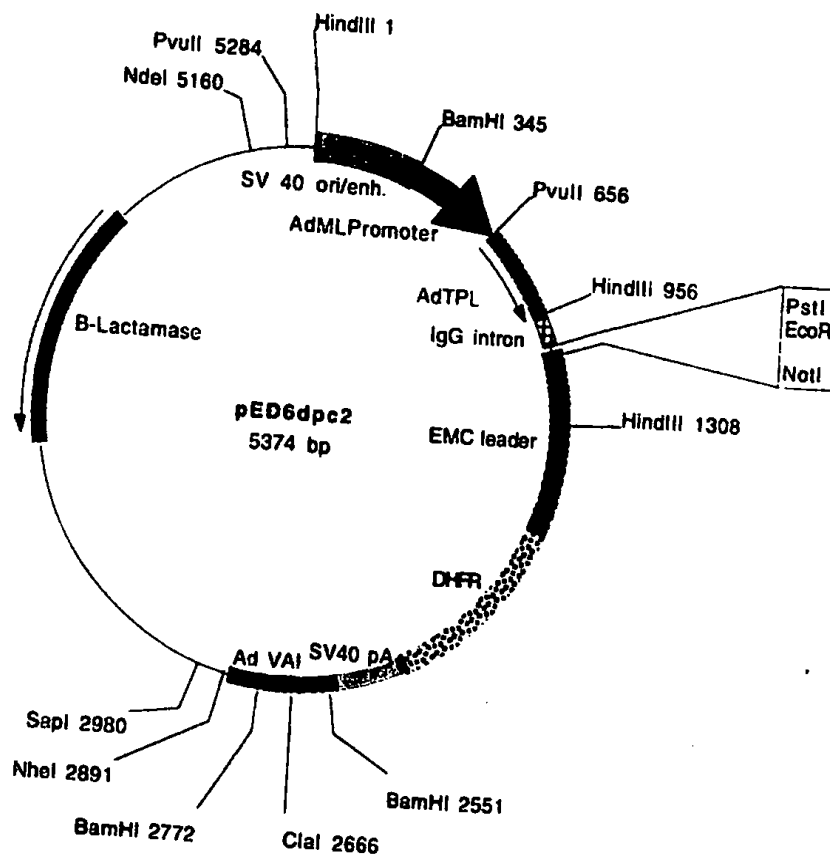 HindIII 1
PvuII 5284
NdeI 5160
BamHI 345
SV 40 ori/enh.
PvuII 656
AdMLPromoter
HindIII 956
AdTPL
PstI
EcoR
IgG intron
B-Lactamase
NotI
pED6dpc2
5374 bp
EMC leader
HindIII 1308
DHFR
Ad VAI
SV40 pA
SapI 2980
NheI 2891
BamHI 2551
BamHI 2772
ClaI 2666